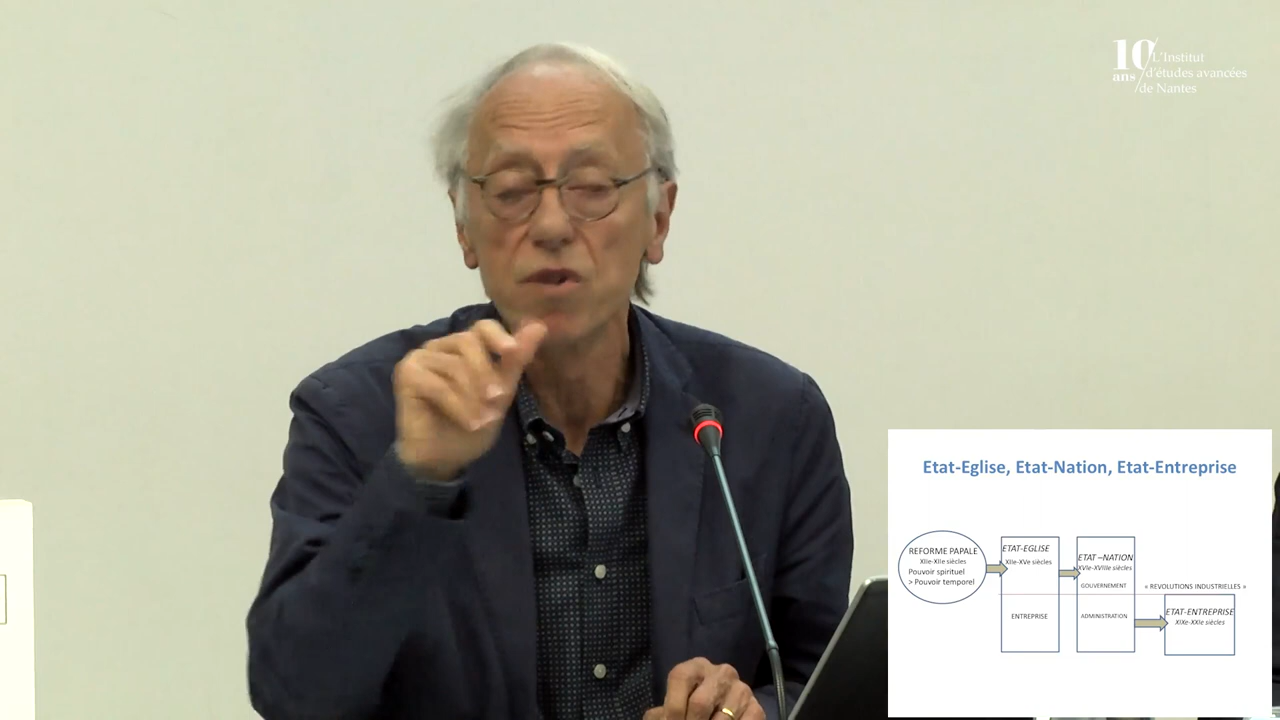 10 ans
L'Institut
d'études avancées
de Nantes
Etat-Eglise, Etat-Nation, Etat-Entreprise
REFORME PAPALE
XIIe-XIIe siècles
Pouvoir spirituel
> Pouvoir temporel
ETAT-EGLISE
XIIe-XVe siècles
ENTREPRISE
ETAT –NATION
XVIe-XVIIIe siècles
GOUVERNEMENT
ADMINISTRATION
« REVOLUTIONS INDUSTRIELLES »
ETAT-ENTREPRISE
XIXe-XXIe siècles